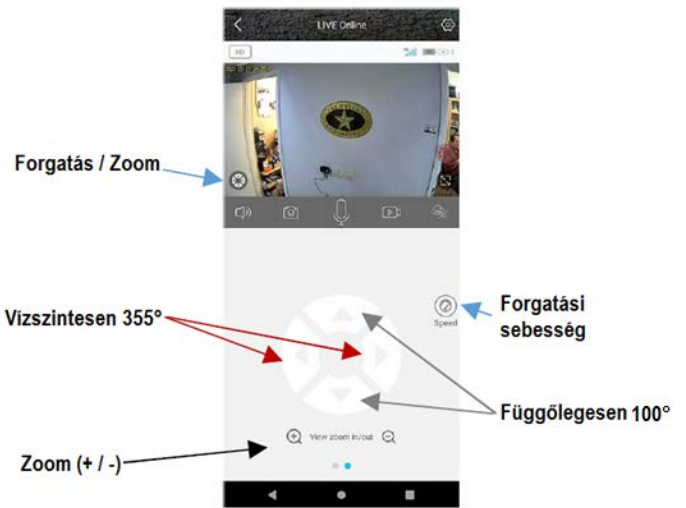 LIVE Online
HD
Forgatás / Zoom
Vízszintesen 355°
Speed
Forgatási
sebesség
Függőlegesen 100°
View zoom in/out
Zoom (+ / -)